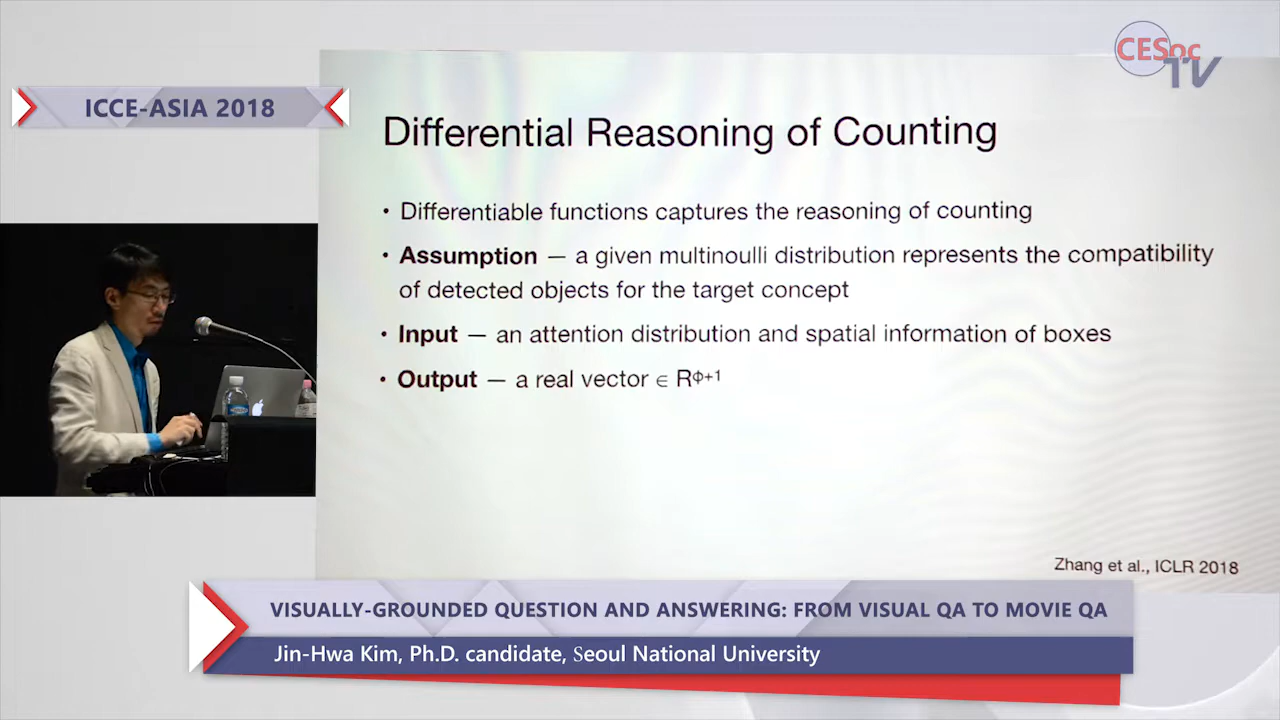 CESoc
TV
ICCE-ASIA 2018
Differential Reasoning of Counting
• Differentiable functions captures the reasoning of counting
• Assumption — a given multinoulli distribution represents the compatibility
of detected objects for the target concept
• Input — an attention distribution and spatial information of boxes
• Output — a real vector ∈ R^Φ+1
Zhang et al., ICLR 2018
VISUALLY-GROUNDED QUESTION AND ANSWERING: FROM VISUAL QA TO MOVIE QA
Jin-Hwa Kim, Ph.D. candidate, Seoul National University